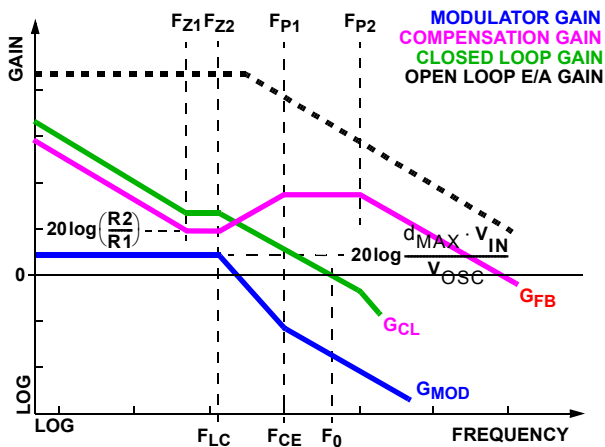 MODULATOR GAIN
COMPENSATION GAIN
CLOSED LOOP GAIN
OPEN LOOP E/A GAIN
FZ1 FZ2 FP1 FP2
GAIN
20log(R2/R1)
20log dMAX · VIN / VOSC
0
GFB
GCL
GMOD
LOG
LOG
FLC FCE F0
FREQUENCY